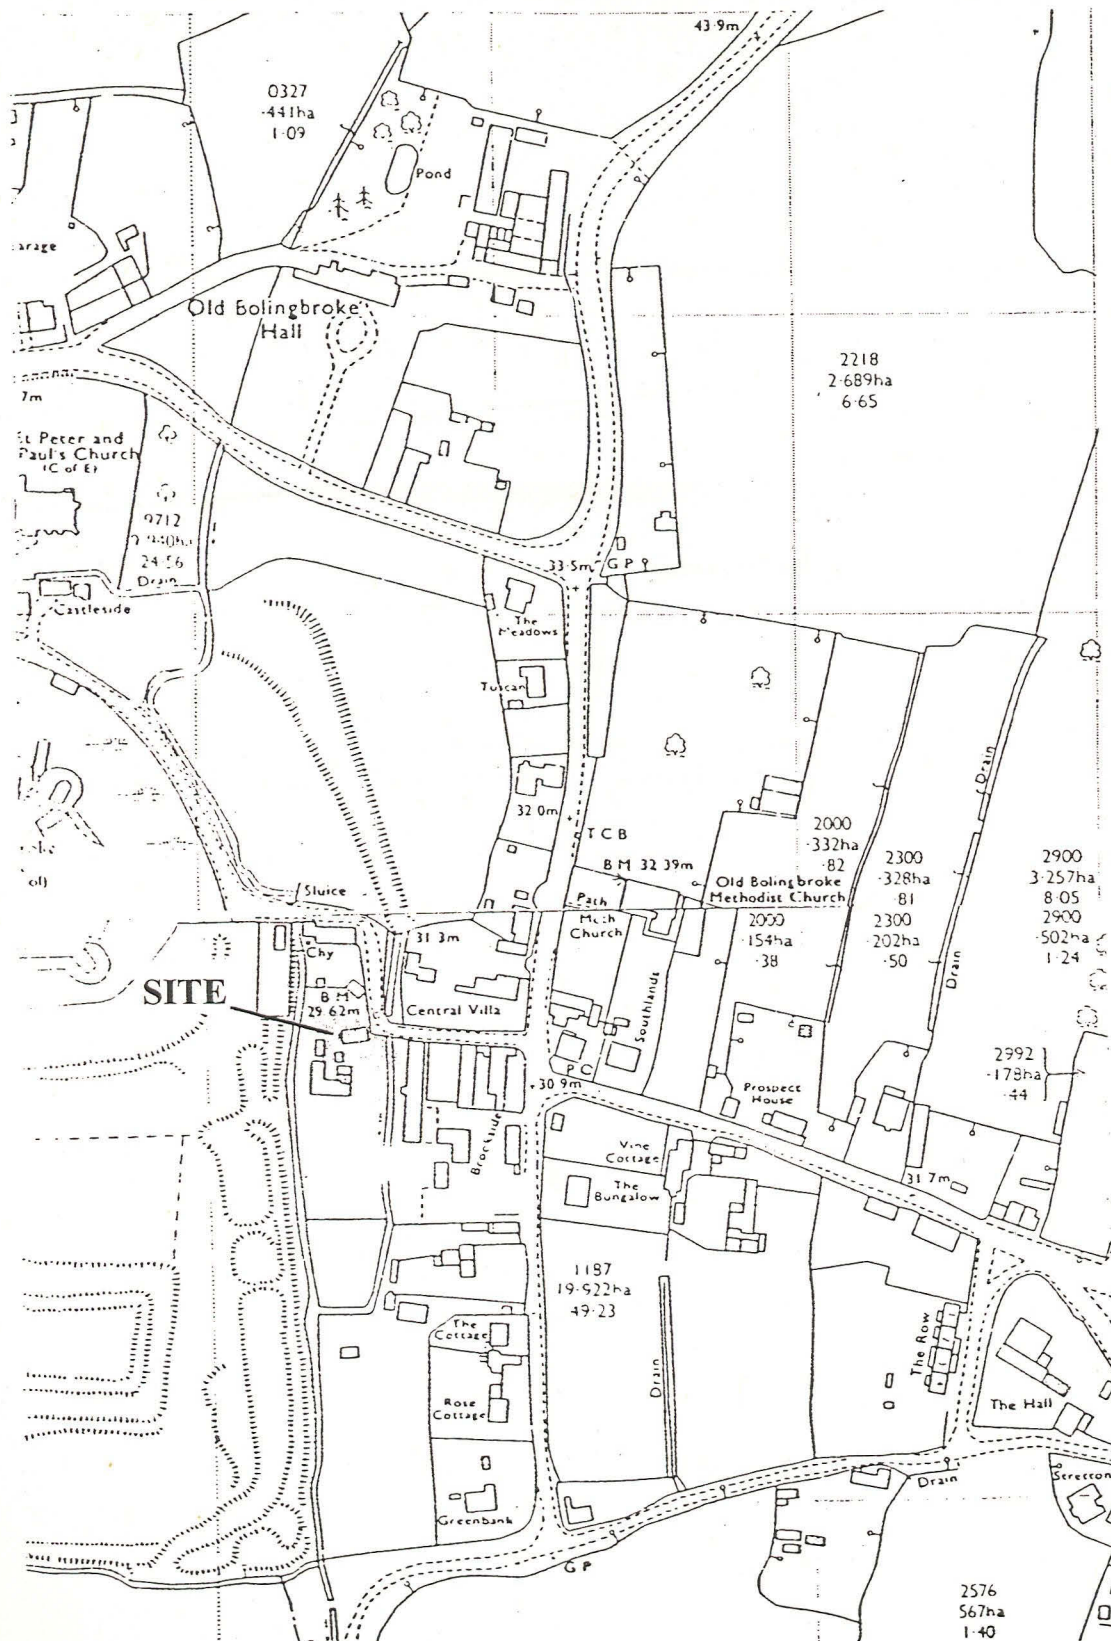 43·9m
0327
·441ha
1·09
Pond
arage
Old Bolingbroke
Hall
2218
2·689ha
6·65
7m
St Peter and
Paul's Church
(C of E)
9712
24·56
Drain
33·5m
G P
Castleside
The
Meadows
Tuscan
Drain
32·0m
T C B
B M 32·39m
2000
·332ha
·82
2300
·328ha
·81
2900
3·257ha
8·05
Old Bolingbroke
Methodist Church
Sluice
Path
Meth
Church
2000
·154ha
·38
2300
·202ha
·50
2900
·502ha
1·24
of)
31·3m
Chy
SITE
B M
29·62m
Central Villa
Southlands
Drain
2992
·178ha
·44
P C
30·9m
Prospect
House
Brookside
Vine
Cottage
The
Bungalow
31·7m
1187
19·922ha
49·23
The
Cottage
Drain
The Row
Rose
Cottage
The Hall
Greenbank
Drain
Stretton
G P
2576
567ha
1·40